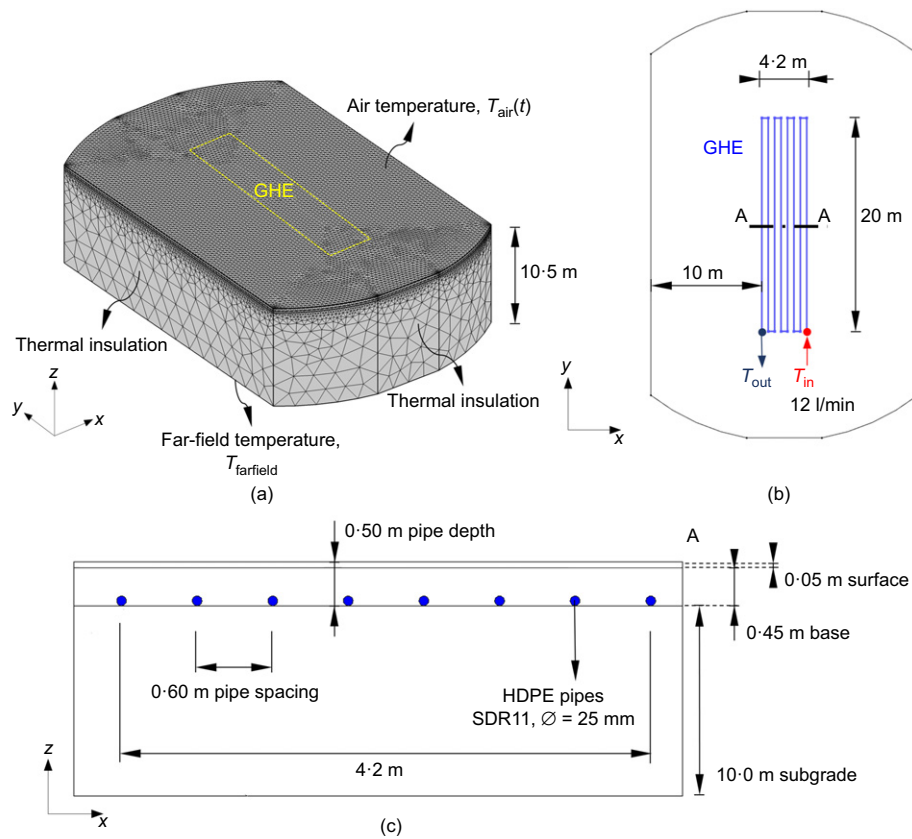 Air temperature, Tair(t)
GHE
10·5 m
Thermal insulation
Thermal insulation
Far-field temperature,
Tfarfield
z
y
x
(a)
4·2 m
GHE
A
A
20 m
10 m
Tout
Tin
12 l/min
y
x
(b)
0·50 m pipe depth
A
0·05 m surface
0·45 m base
0·60 m pipe spacing
HDPE pipes
SDR11, ∅ = 25 mm
4·2 m
10·0 m subgrade
z
x
(c)